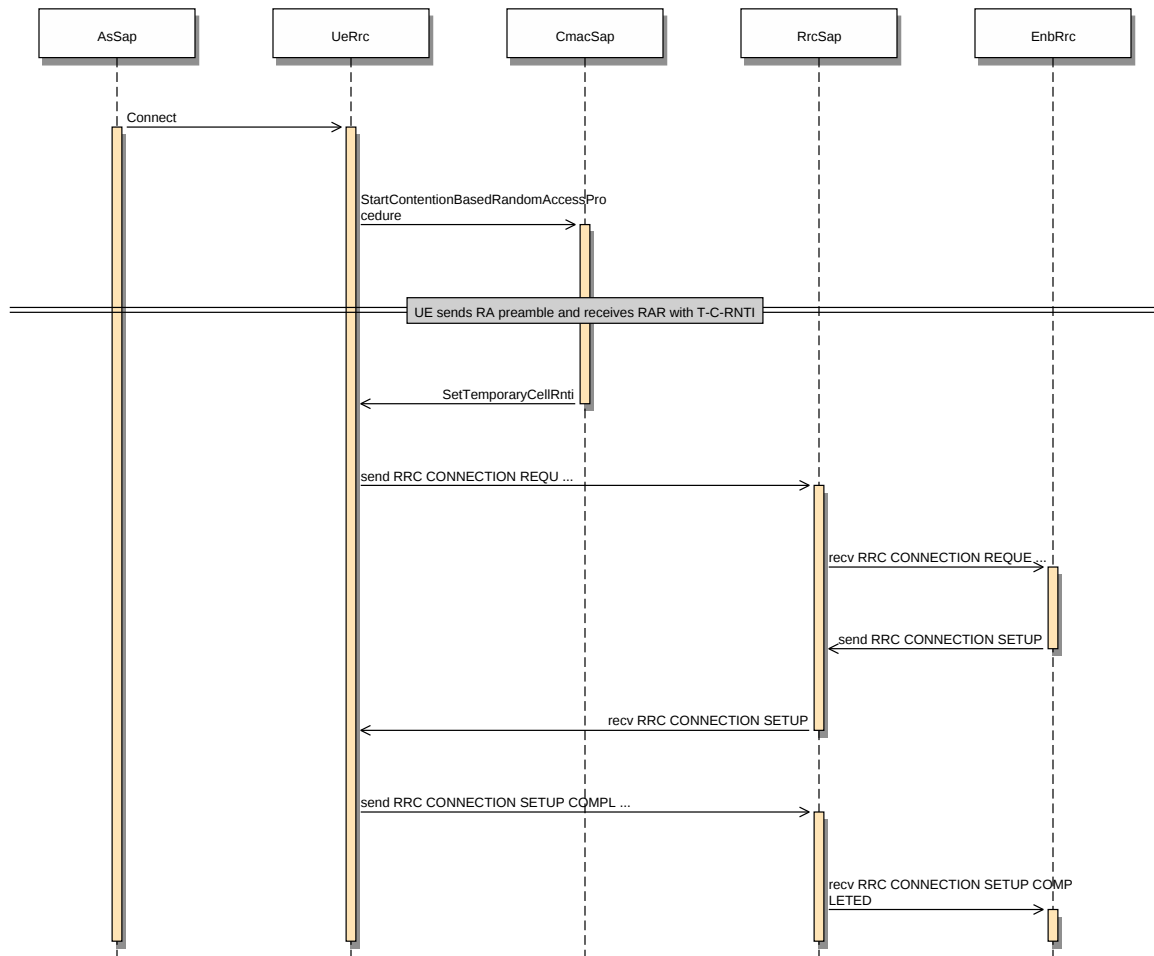 AsSap
UeRrc
CmacSap
RrcSap
EnbRrc
Connect
StartContentionBasedRandomAccessPro
cedure
UE sends RA preamble and receives RAR with T-C-RNTI
SetTemporaryCellRnti
send RRC CONNECTION REQU ...
recv RRC CONNECTION REQUE ...
send RRC CONNECTION SETUP
recv RRC CONNECTION SETUP
send RRC CONNECTION SETUP COMPL ...
recv RRC CONNECTION SETUP COMP
LETED